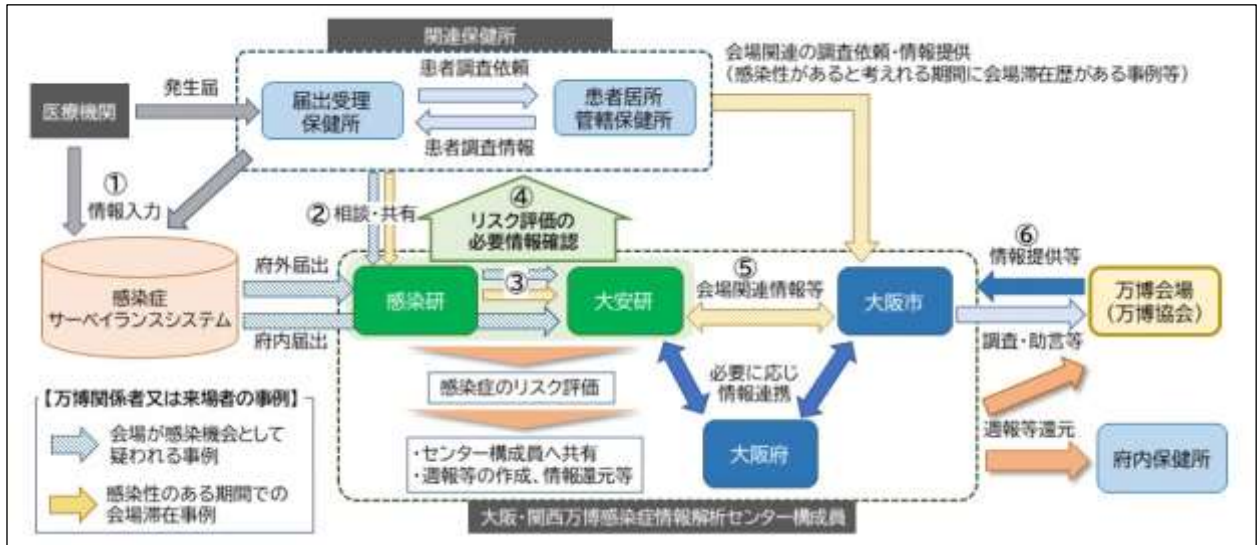 関連保健所
会場関連の調査依頼・情報提供
(感染性があると考えれる期間に会場滞在歴がある事例等)
医療機関
発生届
届出受理
保健所
患者調査依頼
患者調査情報
患者居所
管轄保健所
①
情報入力
②相談・共有
④
リスク評価の
必要情報確認
感染症
サーベイランスシステム
府外届出
府内届出
感染研
③
大安研
⑤
会場関連情報等
大阪市
⑥
情報提供等
調査・助言等
万博会場
(万博協会)
感染症のリスク評価
・センター構成員へ共有
・週報等の作成、情報還元等
必要に応じ
情報連携
大阪府
週報等還元
府内保健所
【万博関係者又は来場者の事例】
会場が感染機会として
疑われる事例
感染性のある期間での
会場滞在事例
大阪・関西万博感染症情報解析センター構成員